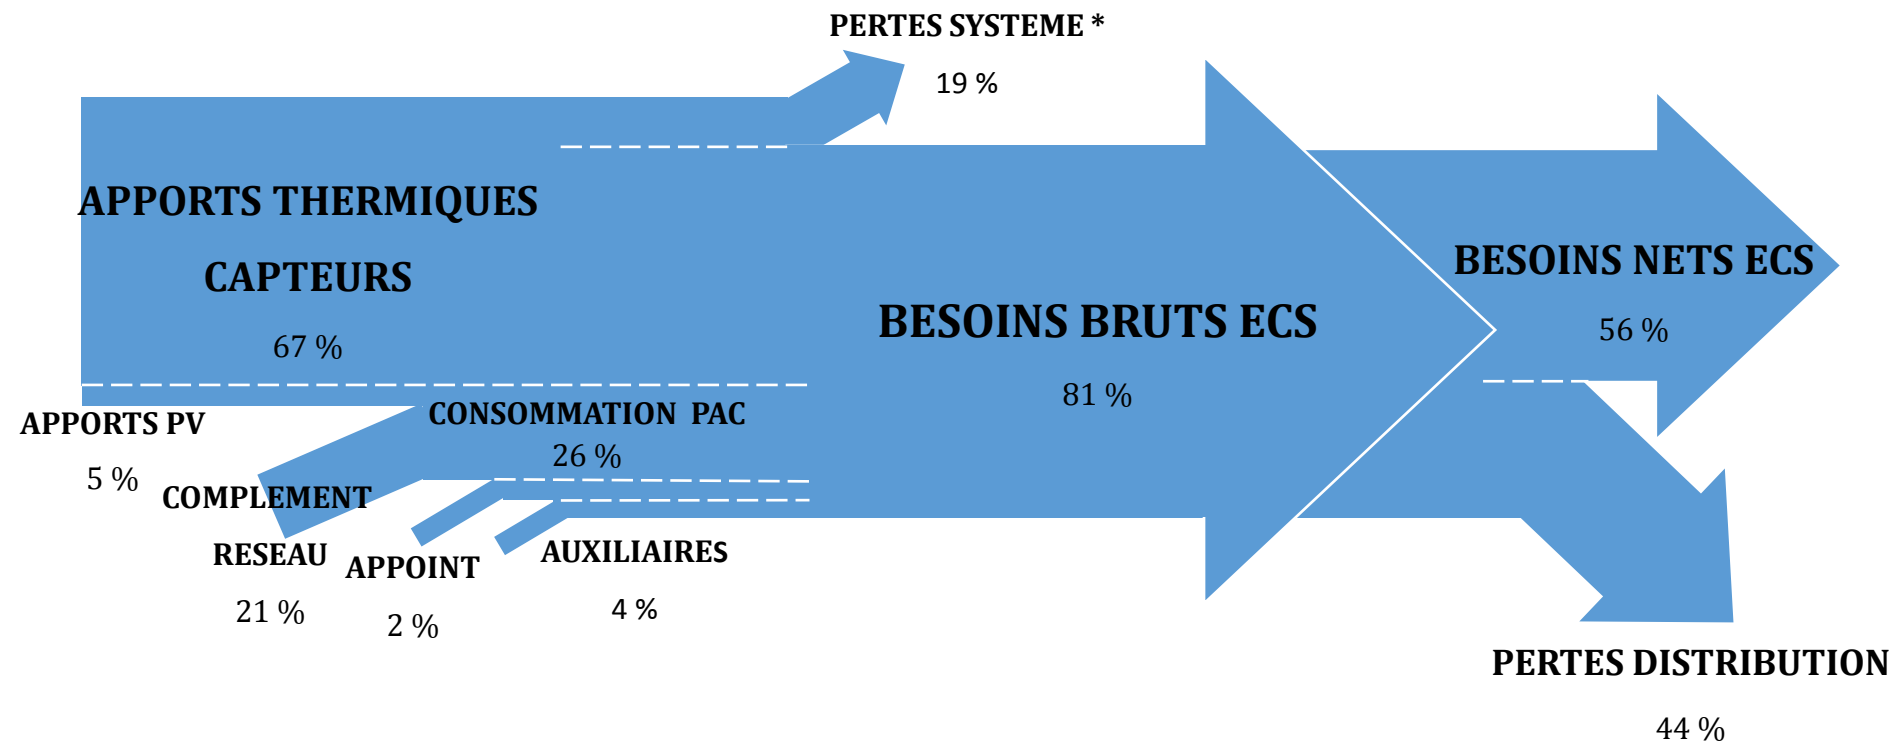 PERTES SYSTEME *
19 %
APPORTS THERMIQUES
CAPTEURS
67 %
BESOINS NETS ECS
56 %
BESOINS BRUTS ECS
81 %
APPORTS PV
5 %
CONSOMMATION PAC
26 %
COMPLEMENT
RESEAU
21 %
APPOINT
2 %
AUXILIAIRES
4 %
PERTES DISTRIBUTION
44 %